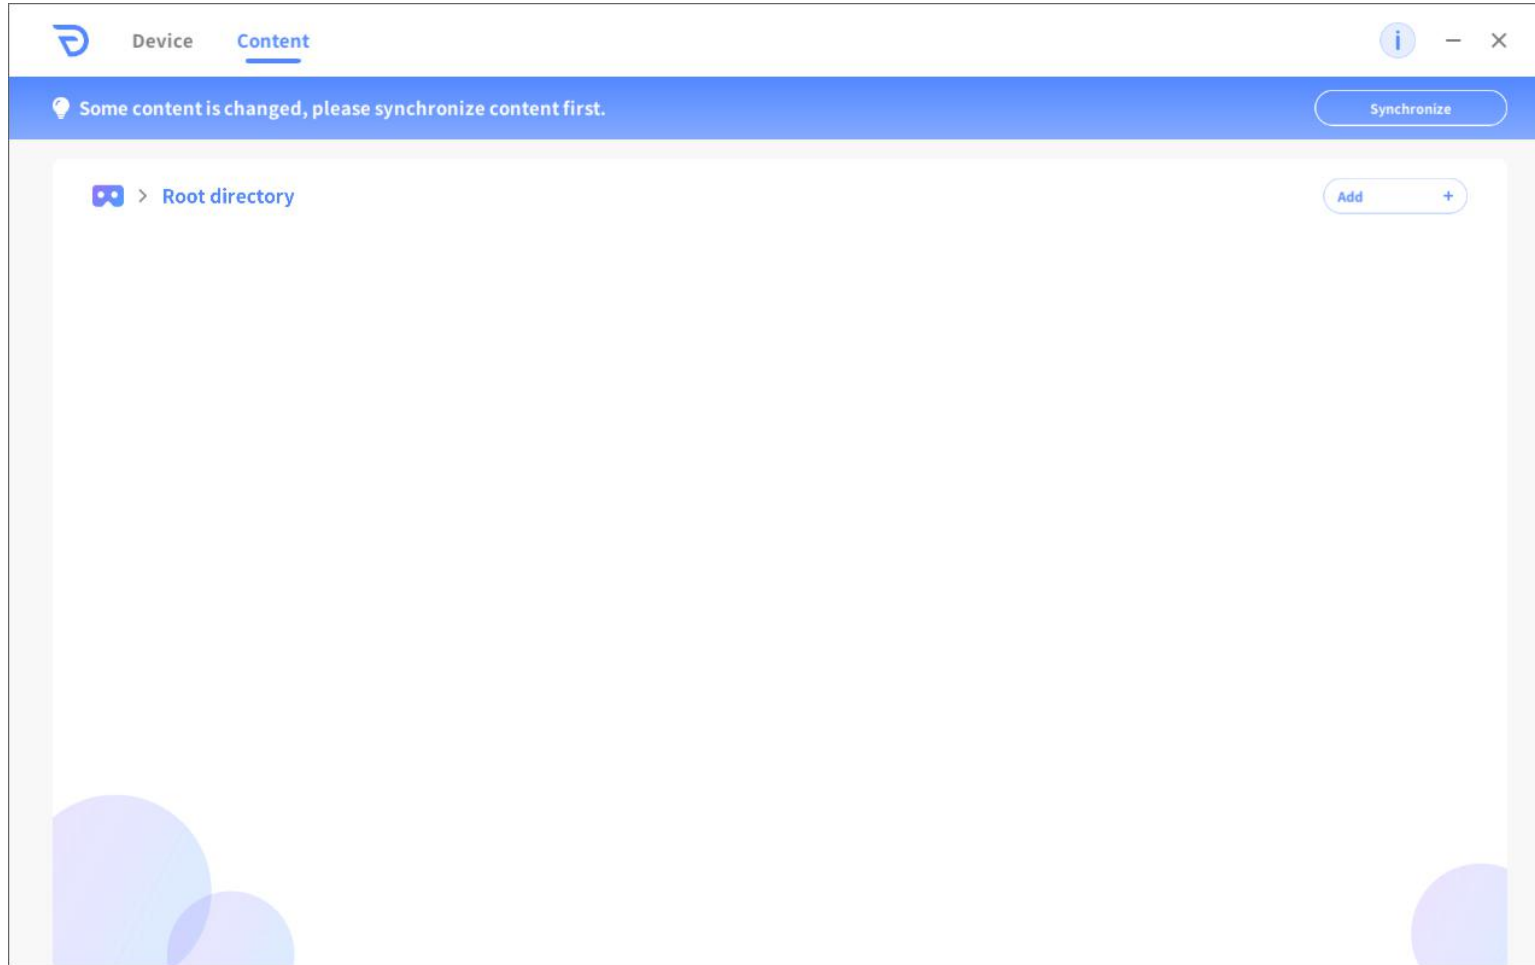 Device
Content
Some content is changed, please synchronize content first.
Synchronize
> Root directory
Add +